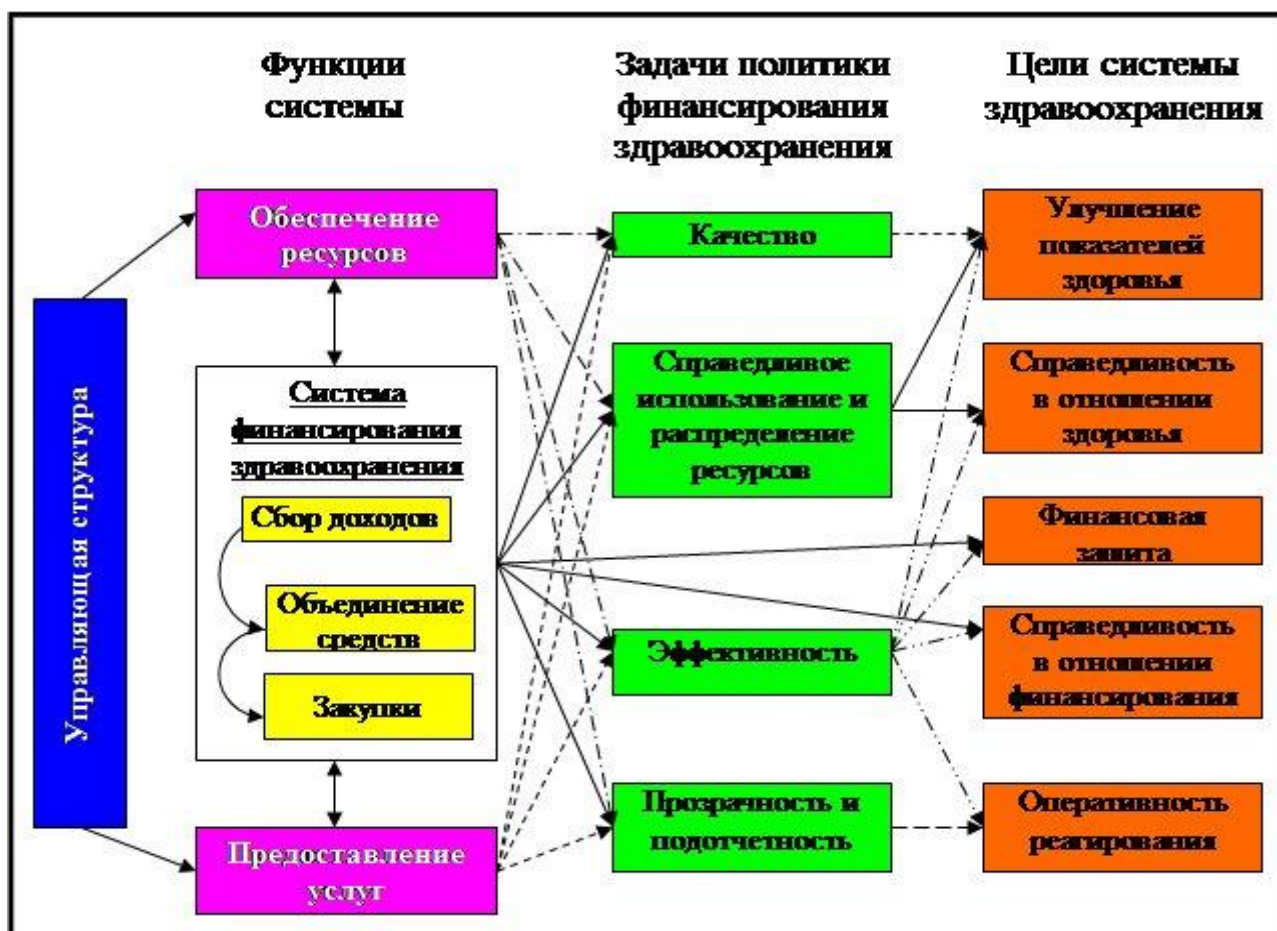 Функции
системы
Задачи политики
финансирования
здравоохранения
Цели системы
здравоохранения
Управляющая структура
Обеспечение
ресурсов
Система
финансирования
здравоохранения
Сбор доходов
Объединение
средств
Закупки
Предоставление
услуг
Качество
Справедливое
использование и
распределение
ресурсов
Эффективность
Прозрачность и
подотчетность
Улучшение
показателей
здоровья
Справедливость
в отношении
здоровья
Финансовая
защита
Справедливость
в отношении
финансирования
Оперативность
реагирования